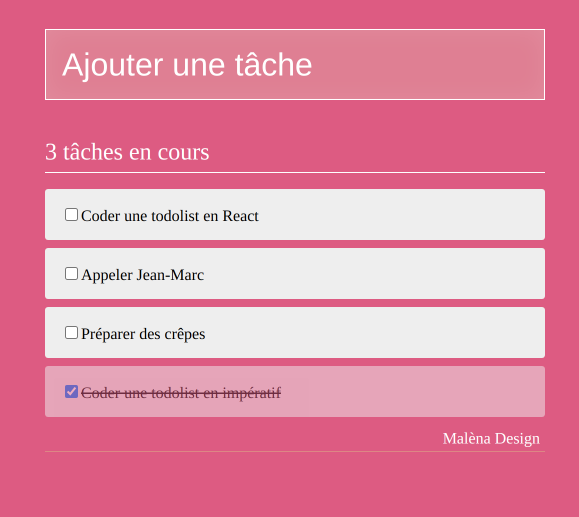 Ajouter une tâche
3 tâches en cours
Coder une todolist en React
Appeler Jean-Marc
Préparer des crêpes
Coder une todolist en impératif
Malèna Design